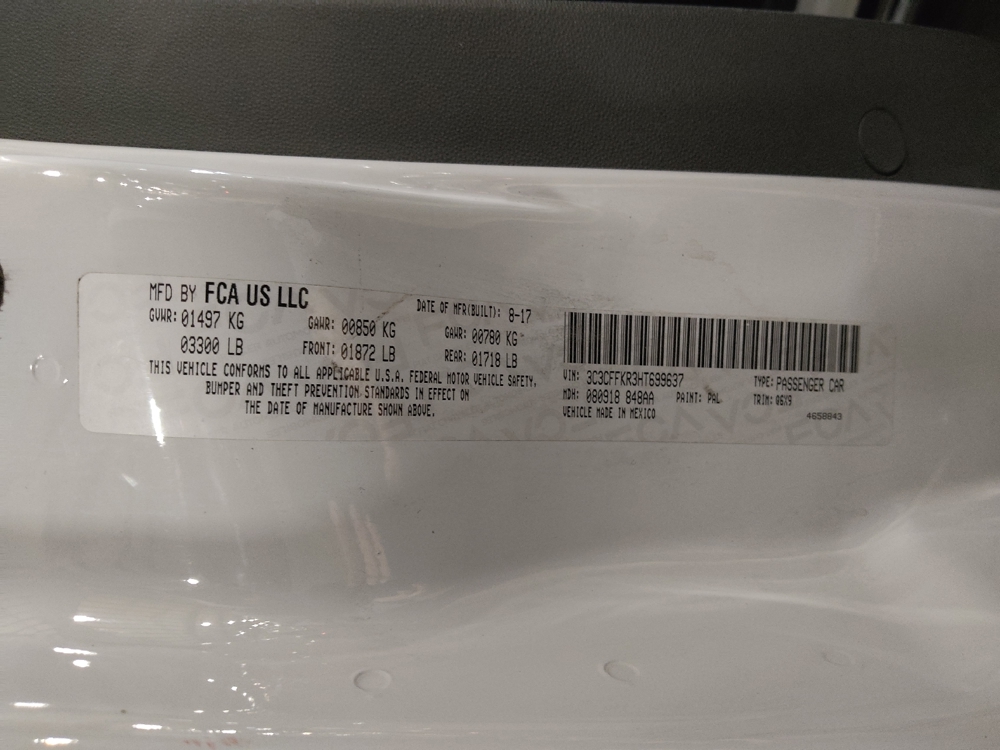 MFD BY FCA US LLC
DATE OF MFR(BUILT): 8-17
GVWR: 01497 KG
GAWR: 00850 KG
GAWR: 00780 KG
03300 LB
FRONT: 01872 LB
REAR: 01718 LB
THIS VEHICLE CONFORMS TO ALL APPLICABLE U.S.A. FEDERAL MOTOR VEHICLE SAFETY,
BUMPER AND THEFT PREVENTION STANDARDS IN EFFECT ON
THE DATE OF MANUFACTURE SHOWN ABOVE.
VIN: 3C3CFFKR3HT699637
TYPE: PASSENGER CAR
MDH: 080918 848AA
PAINT: PAL
TRIM: Q6X9
VEHICLE MADE IN MEXICO
4658843